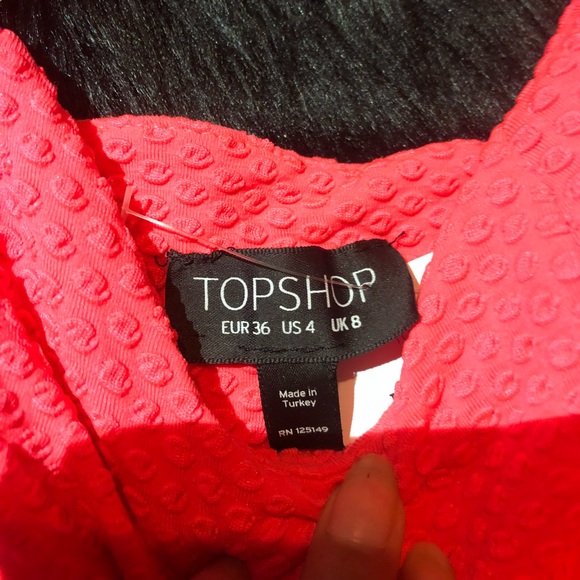 TOPSHOP
EUR 36 US 4 UK 8
Made in
Turkey
RN 125149